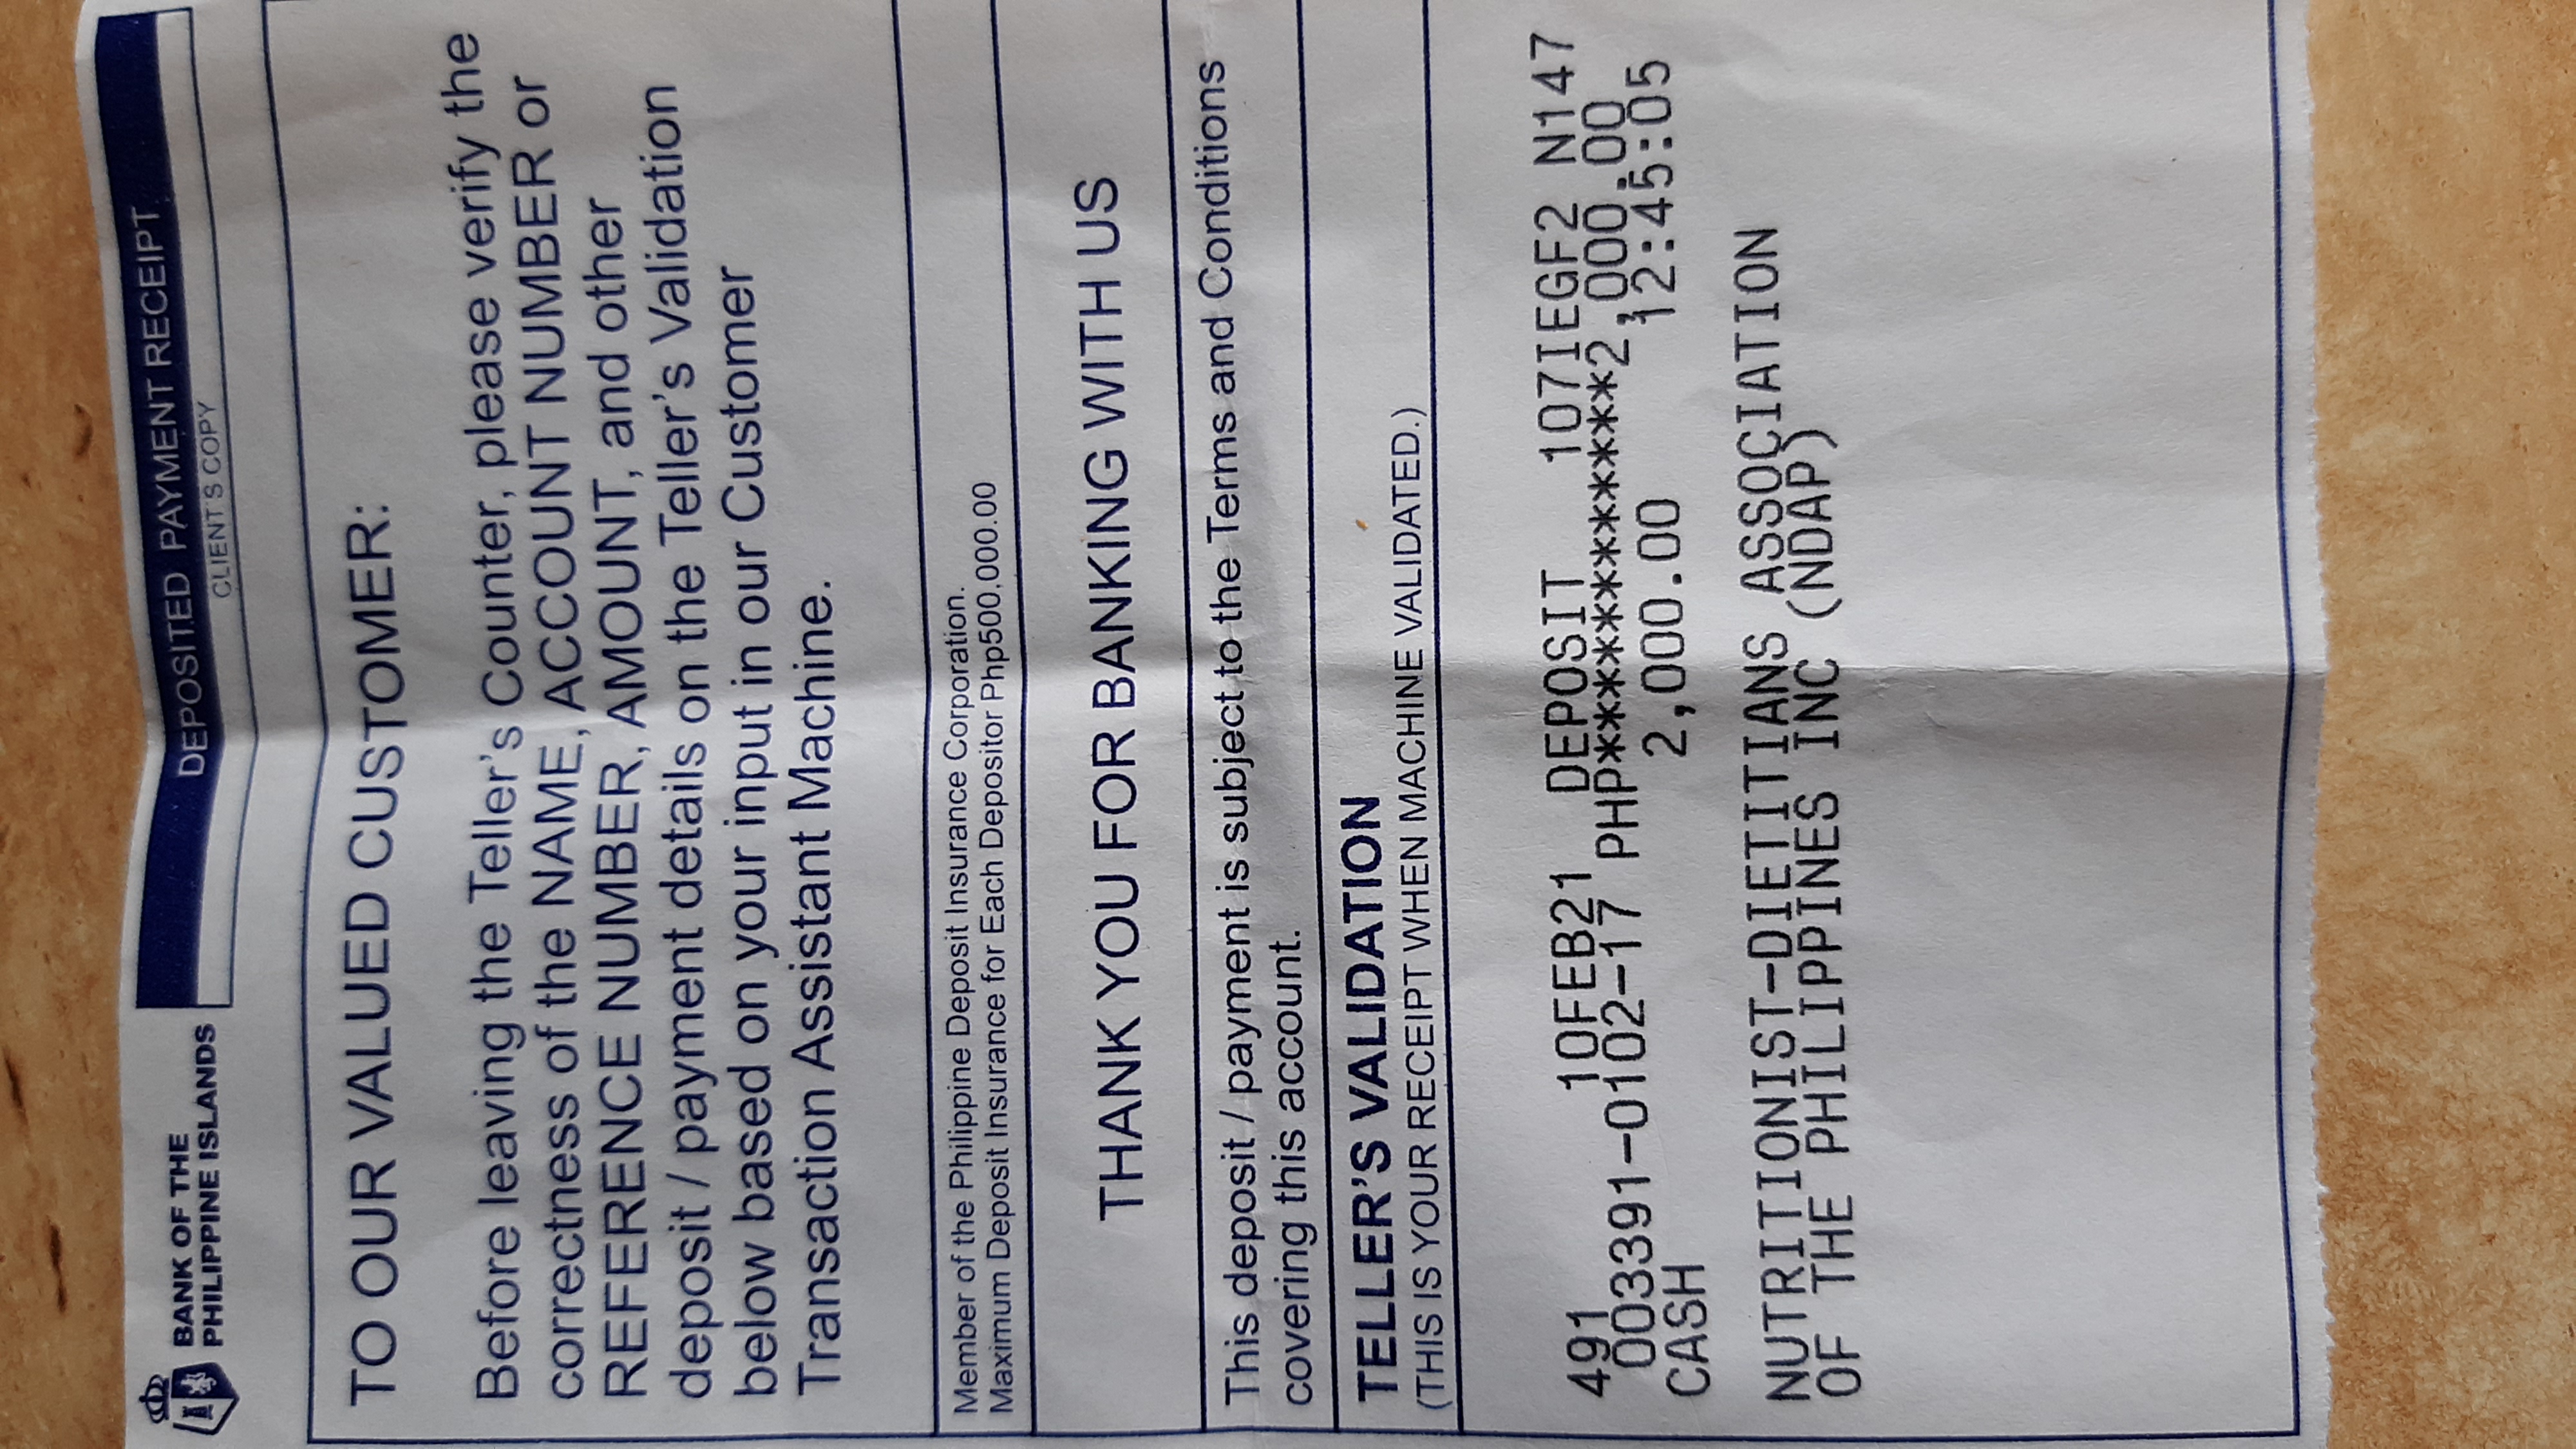 BANK OF THE
PHILIPPINE ISLANDS
DEPOSITED PAYMENT RECEIPT
CLIENT'S COPY
TO OUR VALUED CUSTOMER:
Before leaving the Teller's Counter, please verify the
correctness of the NAME, ACCOUNT NUMBER or
REFERENCE NUMBER, AMOUNT, and other
deposit / payment details on the Teller's Validation
below based on your input in our Customer
Transaction Assistant Machine.
Member of the Philippine Deposit Insurance Corporation.
Maximum Deposit Insurance for Each Depositor Php500,000.00
THANK YOU FOR BANKING WITH US
This deposit / payment is subject to the Terms and Conditions
covering this account.
TELLER'S VALIDATION
(THIS IS YOUR RECEIPT WHEN MACHINE VALIDATED.)
491 10FEB21 DEPOSIT 107IEGF2 N147
003391-0102-17 PHP************2,000.00
CASH 2,000.00 12:45:05
NUTRITIONIST-DIETITIANS ASSOCIATION
OF THE PHILIPPINES INC (NDAP)